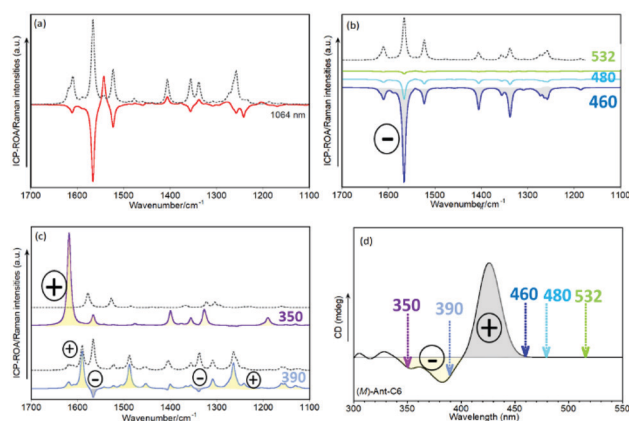 (a)
ICP-ROA/Raman intensities (a.u.)
1064 nm
1700 1600 1500 1400 1300 1200 1100
Wavenumber/cm⁻¹
(b)
ICP-ROA/Raman intensities (a.u.)
532
480
460
−
1700 1600 1500 1400 1300 1200 1100
Wavenumber/cm⁻¹
(c)
ICP-ROA/Raman intensities (a.u.)
+
350
+
−
−
+
390
1700 1600 1500 1400 1300 1200 1100
Wavenumber/cm⁻¹
(d)
CD (mdeg)
350
390
460
480
532
−
+
(M)-Ant-C6
300 350 400 450 500 550
Wavelength (nm)